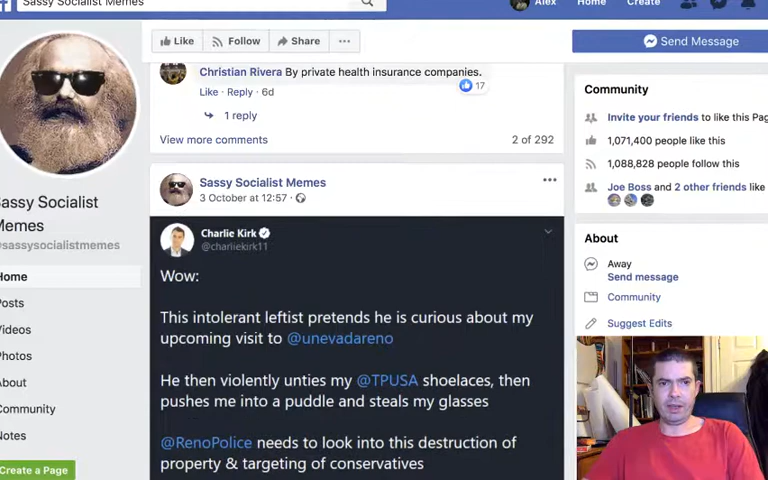 Sassy Socialist Memes
Alex
Home
Create
Like
Follow
Share
Send Message
Christian Rivera By private health insurance companies.
17
Like · Reply · 6d
1 reply
View more comments
2 of 292
Sassy Socialist Memes
3 October at 12:57
Charlie Kirk
@charliekirk11
Wow:
This intolerant leftist pretends he is curious about my
upcoming visit to @unevadareno
He then violently unties my @TPUSA shoelaces, then
pushes me into a puddle and steals my glasses
@RenoPolice needs to look into this destruction of
property & targeting of conservatives
Sassy Socialist
Memes
@sassysocialistmemes
Home
Posts
Videos
Photos
About
Community
Notes
Create a Page
Community
Invite your friends to like this Pag
1,071,400 people like this
1,088,828 people follow this
Joe Boss and 2 other friends like
About
Away
Send message
Community
Suggest Edits